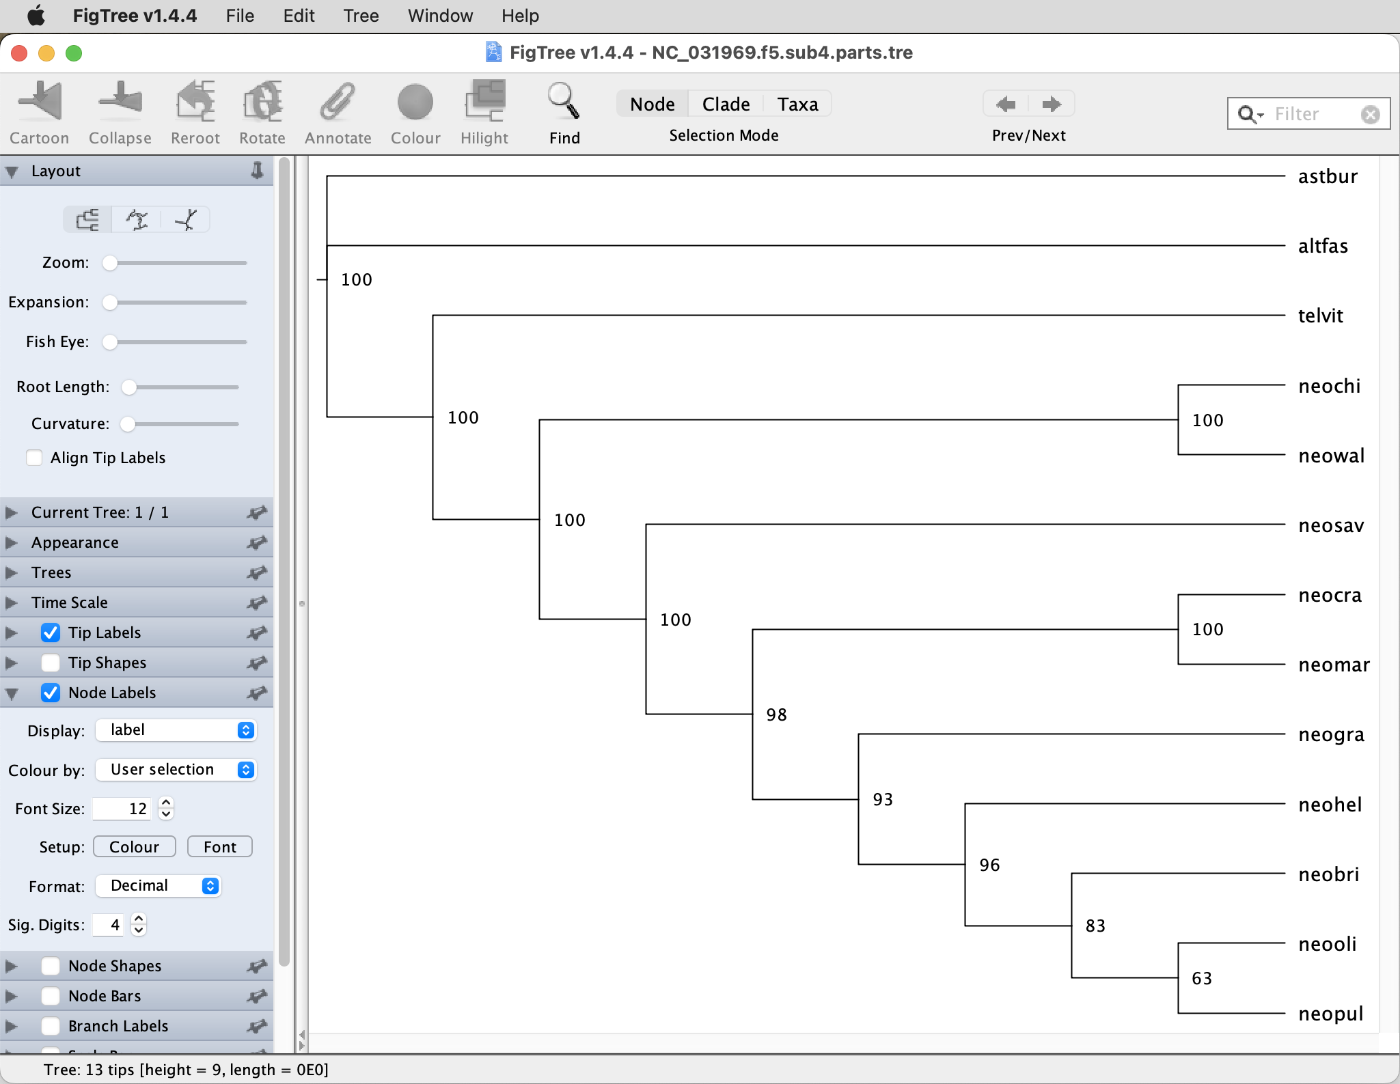 FigTree v1.4.4 File Edit Tree Window Help
FigTree v1.4.4 - NC_031969.f5.sub4.parts.tre
Node Clade Taxa
Filter
Cartoon Collapse Reroot Rotate Annotate Colour Hilight Find Selection Mode Prev/Next
Layout
Zoom:
Expansion:
Fish Eye:
Root Length:
Curvature:
Align Tip Labels
Current Tree: 1 / 1
Appearance
Trees
Time Scale
Tip Labels
Tip Shapes
Node Labels
Display: label
Colour by: User selection
Font Size: 12
Setup: Colour Font
Format: Decimal
Sig. Digits: 4
Node Shapes
Node Bars
Branch Labels
astbur
altfas
100
telvit
neochi
100
100
neowal
100
neosav
neocra
100
100
neomar
98
neogra
93
neohel
96
neobri
83
neooli
63
neopul
Tree: 13 tips [height = 9, length = 0E0]